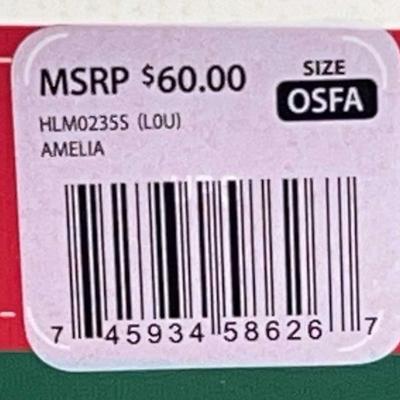 MSRP $60.00
SIZE
OSFA
HLM0235S (L0U)
AMELIA
7 45934 58626 7